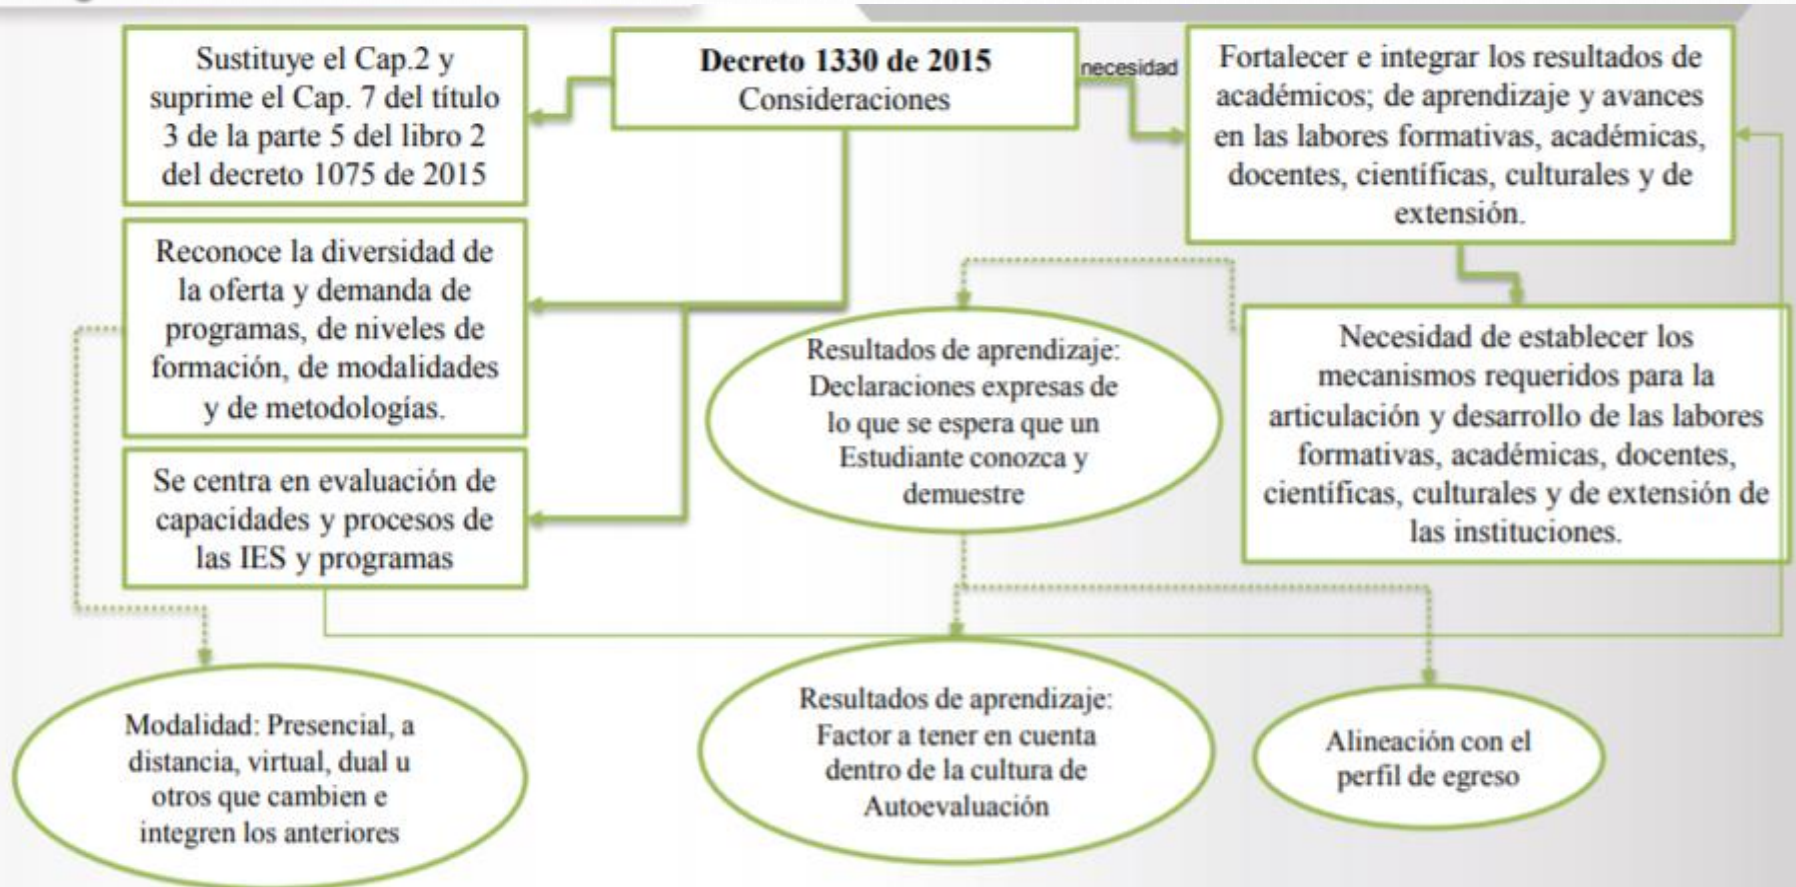 Sustituye el Cap.2 y
suprime el Cap. 7 del título
3 de la parte 5 del libro 2
del decreto 1075 de 2015
Decreto 1330 de 2015
Consideraciones
necesidad
Fortalecer e integrar los resultados de
académicos; de aprendizaje y avances
en las labores formativas, académicas,
docentes, científicas, culturales y de
extensión.
Reconoce la diversidad de
la oferta y demanda de
programas, de niveles de
formación, de modalidades
y de metodologías.
Resultados de aprendizaje:
Declaraciones expresas de
lo que se espera que un
Estudiante conozca y
demuestre
Necesidad de establecer los
mecanismos requeridos para la
articulación y desarrollo de las labores
formativas, académicas, docentes,
científicas, culturales y de extensión de
las instituciones.
Se centra en evaluación de
capacidades y procesos de
las IES y programas
Modalidad: Presencial, a
distancia, virtual, dual u
otros que cambien e
integren los anteriores
Resultados de aprendizaje:
Factor a tener en cuenta
dentro de la cultura de
Autoevaluación
Alineación con el
perfil de egreso